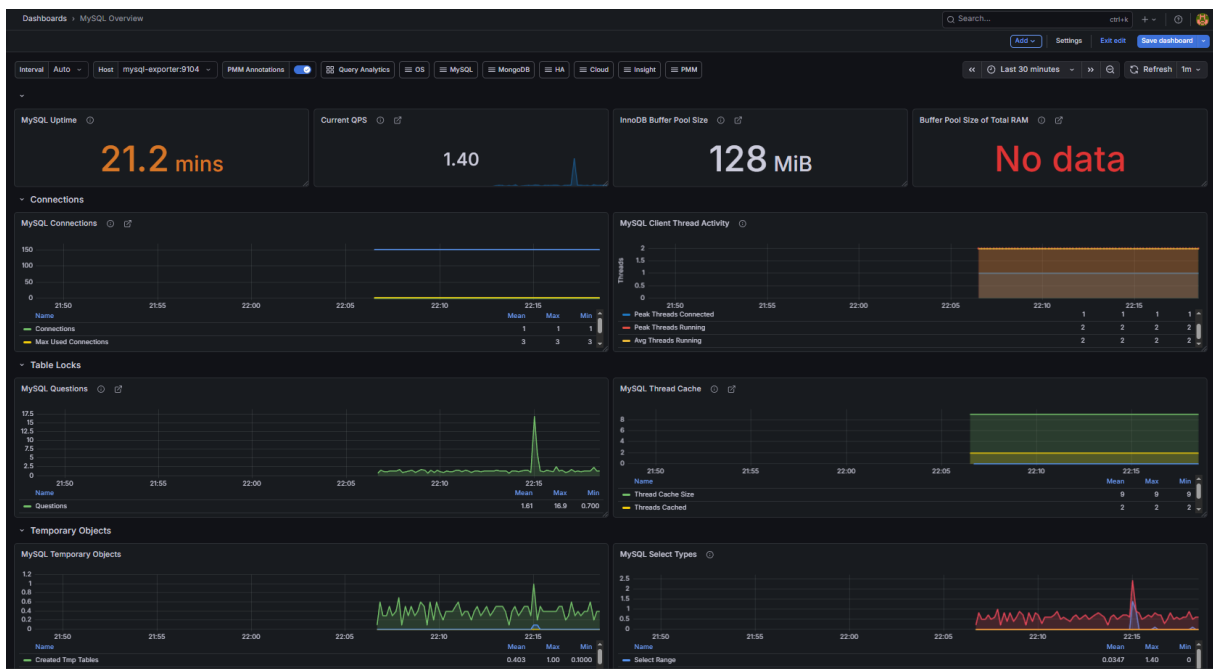 Dashboards › MySQL Overview
Search... ctrl+k
Add Settings Exit edit Save dashboard
Interval Auto Host mysql-exporter:9104 PMM Annotations Query Analytics OS MySQL MongoDB HA Cloud Insight PMM Last 30 minutes Refresh 1m
MySQL Uptime
21.2 mins
Current QPS
1.40
InnoDB Buffer Pool Size
128 MiB
Buffer Pool Size of Total RAM
No data
Connections
MySQL Connections
150
100
50
0
21:50 21:55 22:00 22:05 22:10 22:15
Name Mean Max Min
Connections 1 1 1
Max Used Connections 3 3 3
MySQL Client Thread Activity
Threads
2
1.5
1
0.5
0
21:50 21:55 22:00 22:05 22:10 22:15
Peak Threads Connected 1 1 1 1
Peak Threads Running 2 2 2 2
Avg Threads Running 2 2 2 2
Table Locks
MySQL Questions
17.5
15
12.5
10
7.5
5
2.5
0
21:50 21:55 22:00 22:05 22:10 22:15
Name Mean Max Min
Questions 1.61 16.9 0.700
MySQL Thread Cache
8
6
4
2
0
21:50 21:55 22:00 22:05 22:10 22:15
Name Mean Max Min
Thread Cache Size 9 9 9
Threads Cached 2 2 2
Temporary Objects
MySQL Temporary Objects
1.2
1
0.8
0.6
0.4
0.2
0
21:50 21:55 22:00 22:05 22:10 22:15
Name Mean Max Min
Created Tmp Tables 0.403 1.00 0.1000
MySQL Select Types
2.5
2
1.5
1
0.5
0
21:50 21:55 22:00 22:05 22:10 22:15
Name Mean Max Min
Select Range 0.0347 1.40 0